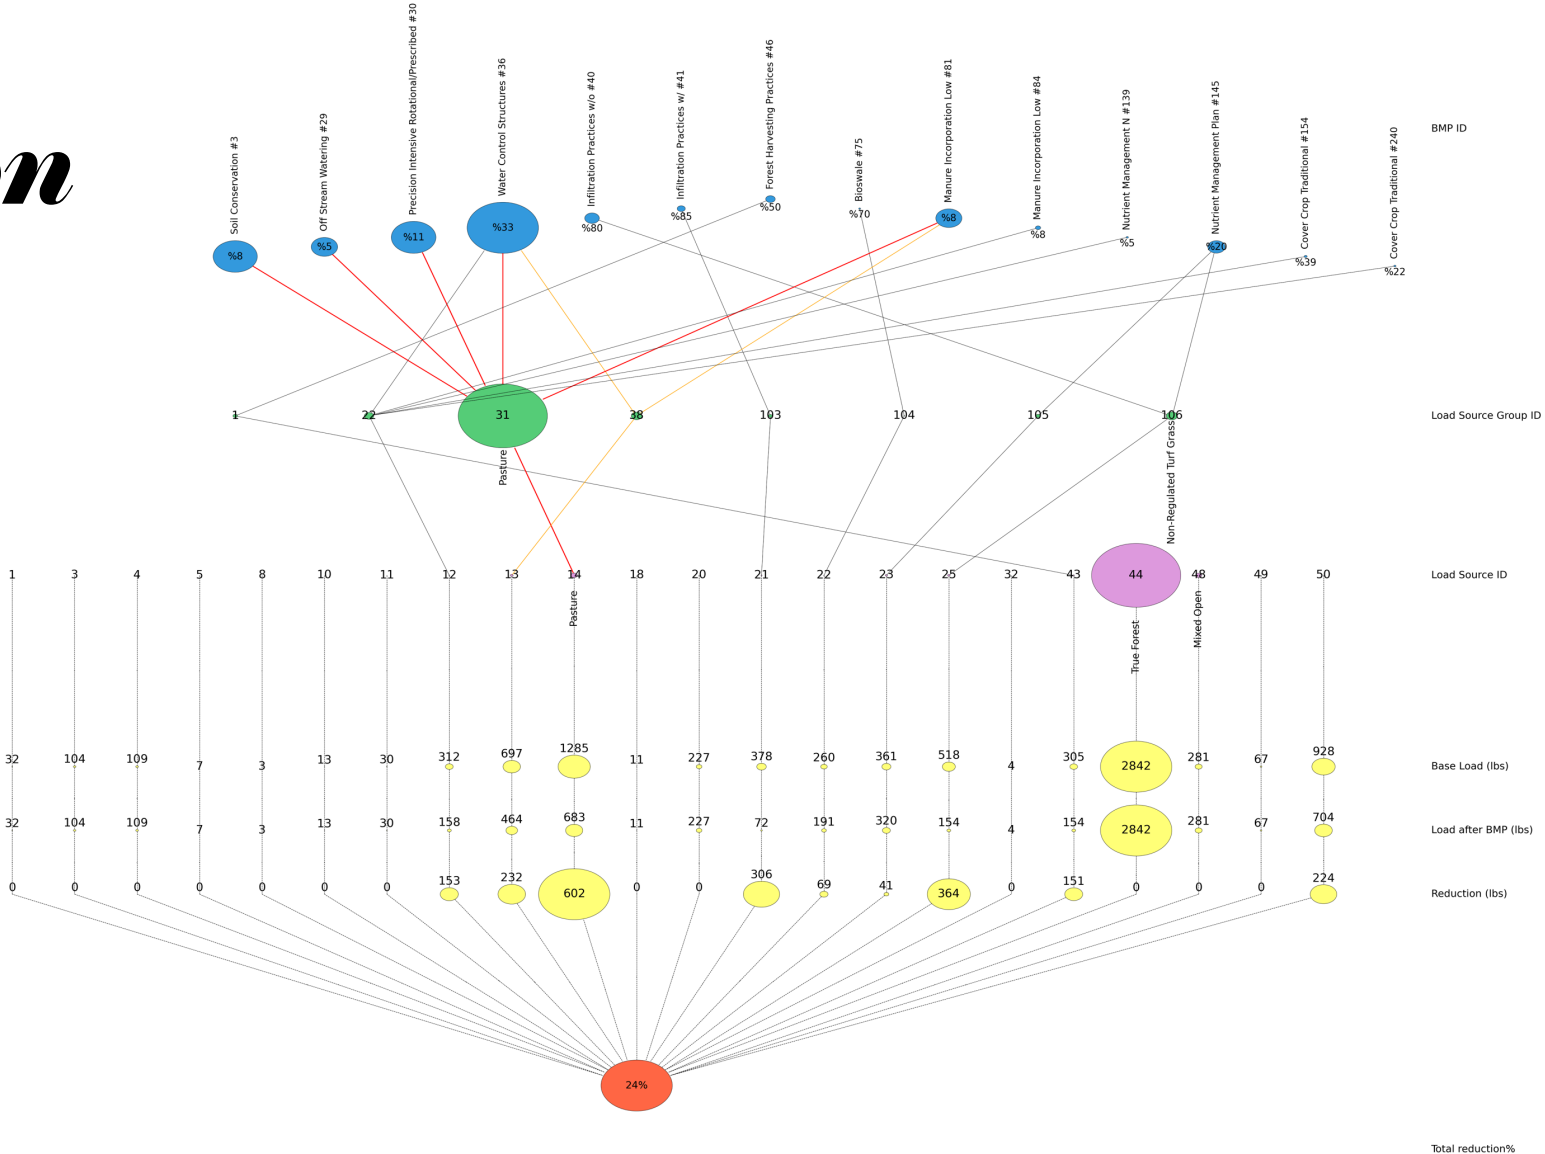 on
Soil Conservation #3
Off Stream Watering #29
Precision Intensive Rotational/Prescribed #30
Water Control Structures #36
Infiltration Practices w/o #40
Infiltration Practices w/ #41
Forest Harvesting Practices #46
Bioswale #75
Manure Incorporation Low #81
Manure Incorporation Low #84
Nutrient Management N #139
Nutrient Management Plan #145
Cover Crop Traditional #154
Cover Crop Traditional #240
BMP ID
%8 %5 %11 %33 %80 %85 %50 %70 %8 %8 %5 %20 %39 %22
1 22 31 38 103 104 105 106 Load Source Group ID
Pasture
Non-Regulated Turf Grass
1 3 4 5 8 10 11 12 13 14 18 20 21 22 23 25 32 43 44 48 49 50 Load Source ID
Pasture
True Forest
Mixed Open
32 104 109 7 3 13 30 312 697 1285 11 227 378 260 361 518 4 305 2842 281 67 928 Base Load (lbs)
32 104 109 7 3 13 30 158 464 683 11 227 72 191 320 154 4 154 2842 281 67 704 Load after BMP (lbs)
0 0 0 0 0 0 0 153 232 602 0 0 306 69 41 364 0 151 0 0 0 224 Reduction (lbs)
24%
Total reduction%